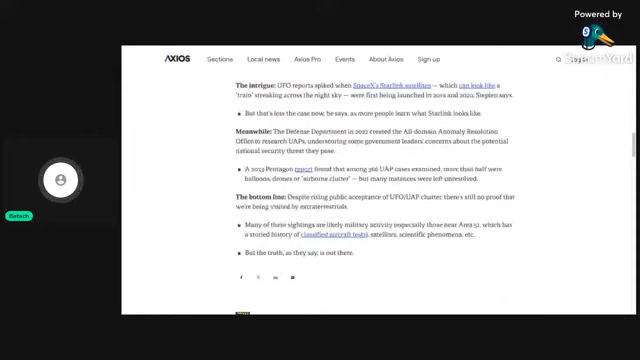 Powered by
StreamYard
AXIOS
Sections
Local news
Axios Pro
Events
About Axios
Sign up
The intrigue: UFO reports spiked when SpaceX's Starlink satellites — which can look like a
'train' streaking across the night sky — were first being launched in 2019 and 2020, Stepien says.
But that's less the case now, he says, as more people learn what Starlink looks like.
Meanwhile: The Defense Department in 2022 created the All-domain Anomaly Resolution
Office to research UAPs, underscoring some government leaders' concerns about the potential
national security threat they pose.
A 2023 Pentagon report found that among 366 UAP cases examined, more than half were
balloons, drones or "airborne clutter" — but many instances were left unresolved.
The bottom line: Despite rising public acceptance of UFO/UAP chatter, there's still no proof that
we're being visited by extraterrestrials.
Many of these sightings are likely military activity (especially those near Area 51, which has
a storied history of classified aircraft tests), satellites, scientific phenomena, etc.
But the truth, as they say, is out there.
Batach